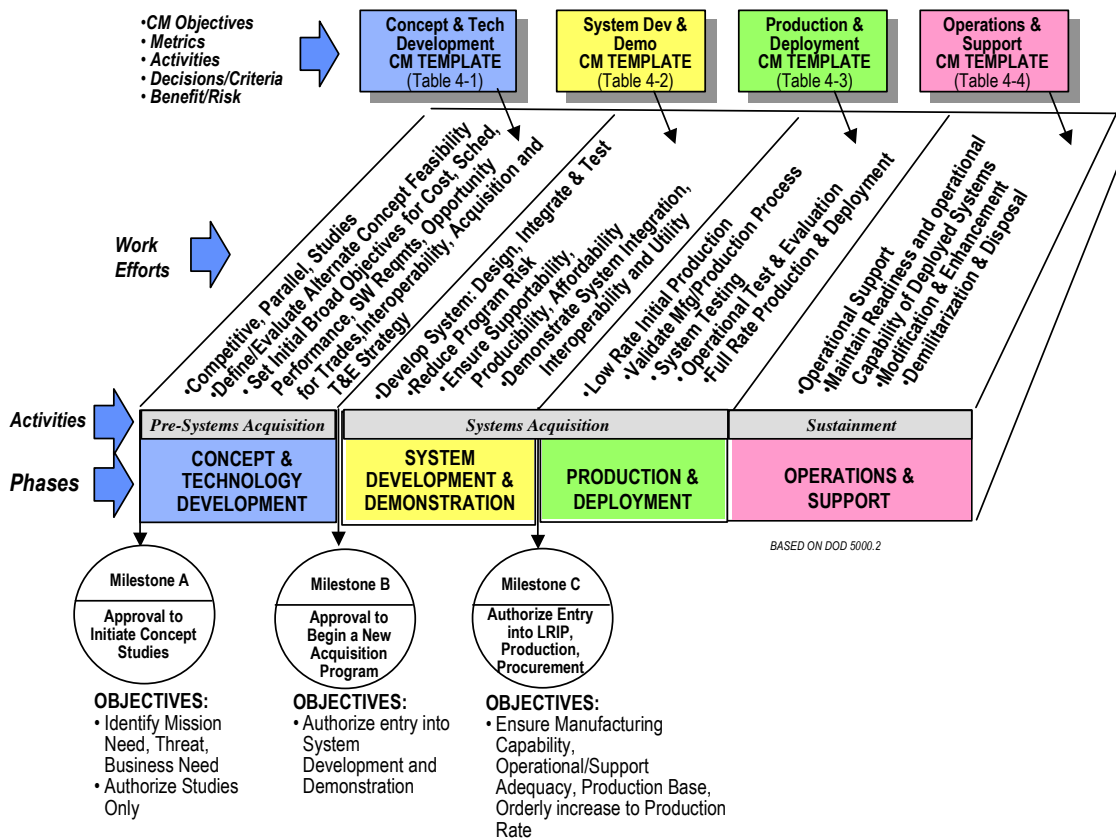 •CM Objectives
• Metrics
• Activities
• Decisions/Criteria
• Benefit/Risk
Concept & Tech
Development
CM TEMPLATE
(Table 4-1)
System Dev &
Demo
CM TEMPLATE
(Table 4-2)
Production &
Deployment
CM TEMPLATE
(Table 4-3)
Operations &
Support
CM TEMPLATE
(Table 4-4)
Work
Efforts
•Competitive, Parallel, Studies
•Define/Evaluate Alternate Concept Feasibility
• Set Initial Broad Objectives for Cost, Sched,
Performance, SW Reqmts, Opportunity
for Trades, Interoperability, Acquisition and
T&E Strategy
•Develop System: Design, Integrate & Test
•Reduce Program Risk
• Ensure Supportability,
Producibility, Affordability
•Demonstrate System Integration,
Interoperability and Utility
•Low Rate Initial Production
•Validate Mfg/Production Process
•System Testing
•Operational Test & Evaluation
•Full Rate Production & Deployment
•Operational Support
•Maintain Readiness and operational
Capability of Deployed Systems
•Modification & Enhancement
•Demilitarization & Disposal
Activities
Pre-Systems Acquisition
Systems Acquisition
Sustainment
Phases
CONCEPT &
TECHNOLOGY
DEVELOPMENT
SYSTEM
DEVELOPMENT &
DEMONSTRATION
PRODUCTION &
DEPLOYMENT
OPERATIONS &
SUPPORT
BASED ON DOD 5000.2
Milestone A
Approval to
Initiate Concept
Studies
Milestone B
Approval to
Begin a New
Acquisition
Program
Milestone C
Authorize Entry
into LRIP,
Production,
Procurement
OBJECTIVES:
• Identify Mission
Need, Threat,
Business Need
• Authorize Studies
Only
OBJECTIVES:
• Authorize entry into
System
Development and
Demonstration
OBJECTIVES:
• Ensure Manufacturing
Capability,
Operational/Support
Adequacy, Production Base,
Orderly increase to Production
Rate